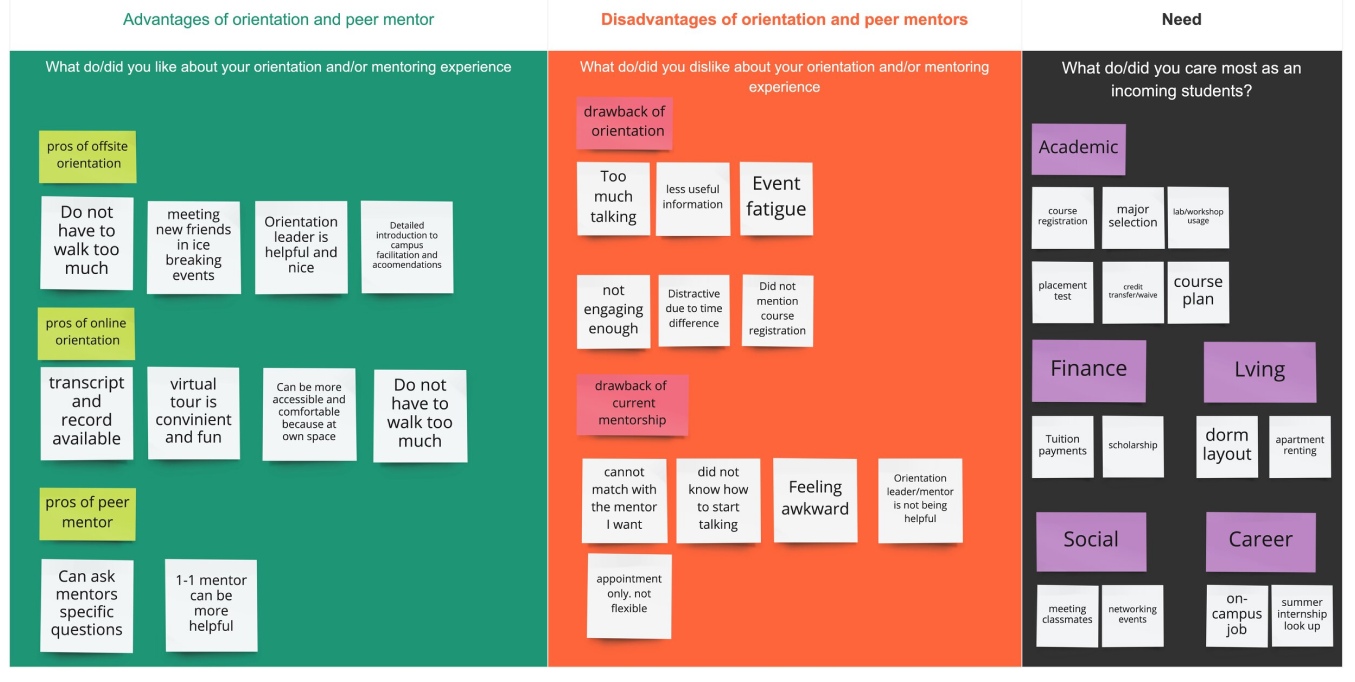 Advantages of orientation and peer mentor
Disadvantages of orientation and peer mentors
Need
What do/did you like about your orientation and/or mentoring experience
pros of offsite
orientation
Do not
have to
walk too
much
meeting
new friends
in ice
breaking
events
Orientation
leader is
helpful and
nice
Detailed
introduction to
campus
facilitation and
acoomendations
pros of online
orientation
transcript
and
record
available
virtual
tour is
convinient
and fun
Can be more
accessible and
comfortable
because at
own space
Do not
have to
walk too
much
pros of peer
mentor
Can ask
mentors
specific
questions
1-1 mentor
can be
more
helpful
What do/did you dislike about your orientation and/or mentoring
experience
drawback of
orientation
Too
much
talking
less useful
information
Event
fatigue
not
engaging
enough
Distractive
due to time
difference
Did not
mention
course
registration
drawback of
current
mentorship
cannot
match with
the mentor
I want
did not
know how
to start
talking
Feeling
awkward
Orientation
leader/mentor
is not being
helpful
appointment
only. not
flexible
What do/did you care most as an
incoming students?
Academic
course
registration
major
selection
lab/workshop
usage
placement
test
credit
transfer/waive
course
plan
Finance
Lving
Tuition
payments
scholarship
dorm
layout
apartment
renting
Social
Career
meeting
classmates
networking
events
on-
campus
job
summer
internship
look up